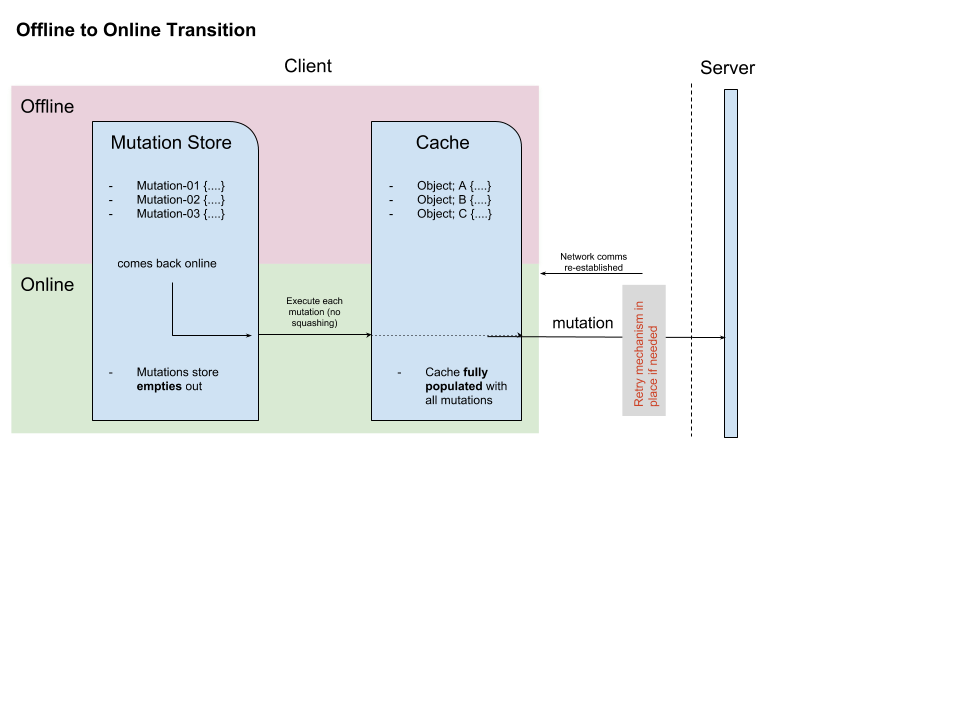 Offline to Online Transition
Client
Server
Offline
Mutation Store
- Mutation-01 {....}
- Mutation-02 {....}
- Mutation-03 {....}
Cache
- Object; A {....}
- Object; B {....}
- Object; C {....}
comes back online
Network comms
re-established
Online
Execute each
mutation (no
squashing)
mutation
Retry mechanism in
place if needed
- Mutations store
empties out
- Cache fully
populated with
all mutations